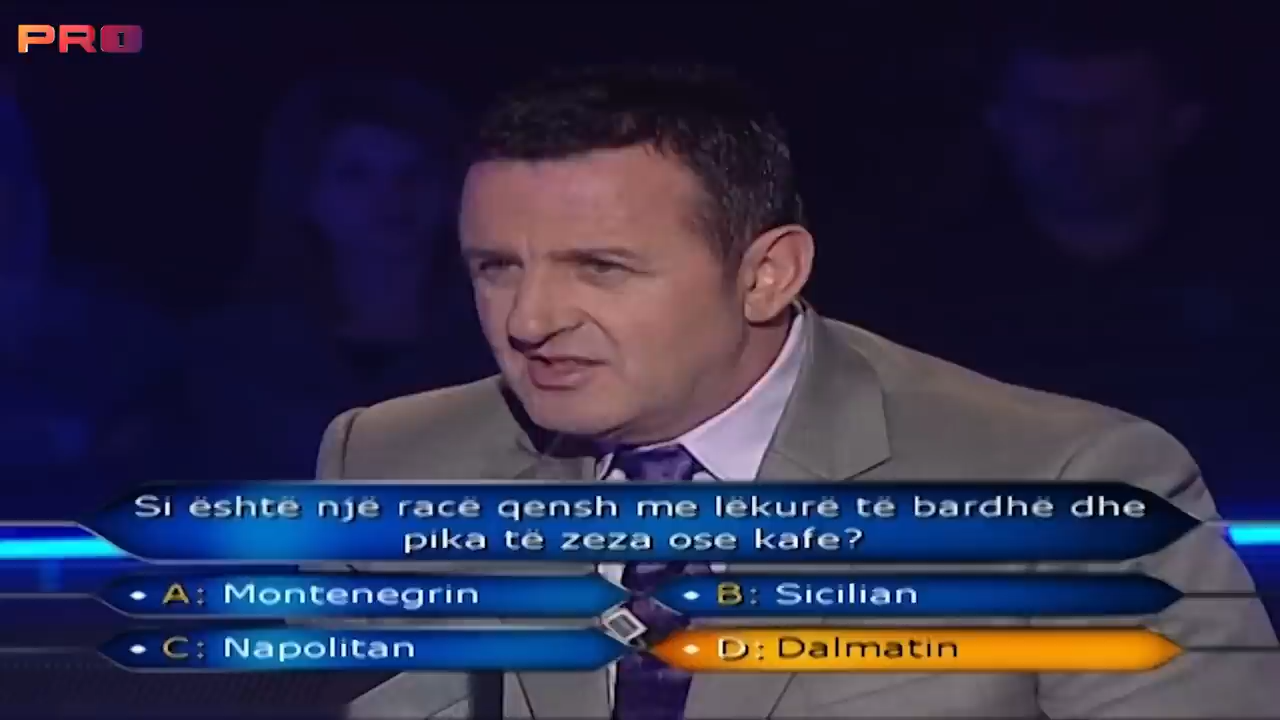 PRO1
Si është një racë qensh me lëkurë të bardhë dhe
pika të zeza ose kafe?
A: Montenegrin
B: Sicilian
C: Napolitan
D: Dalmatin